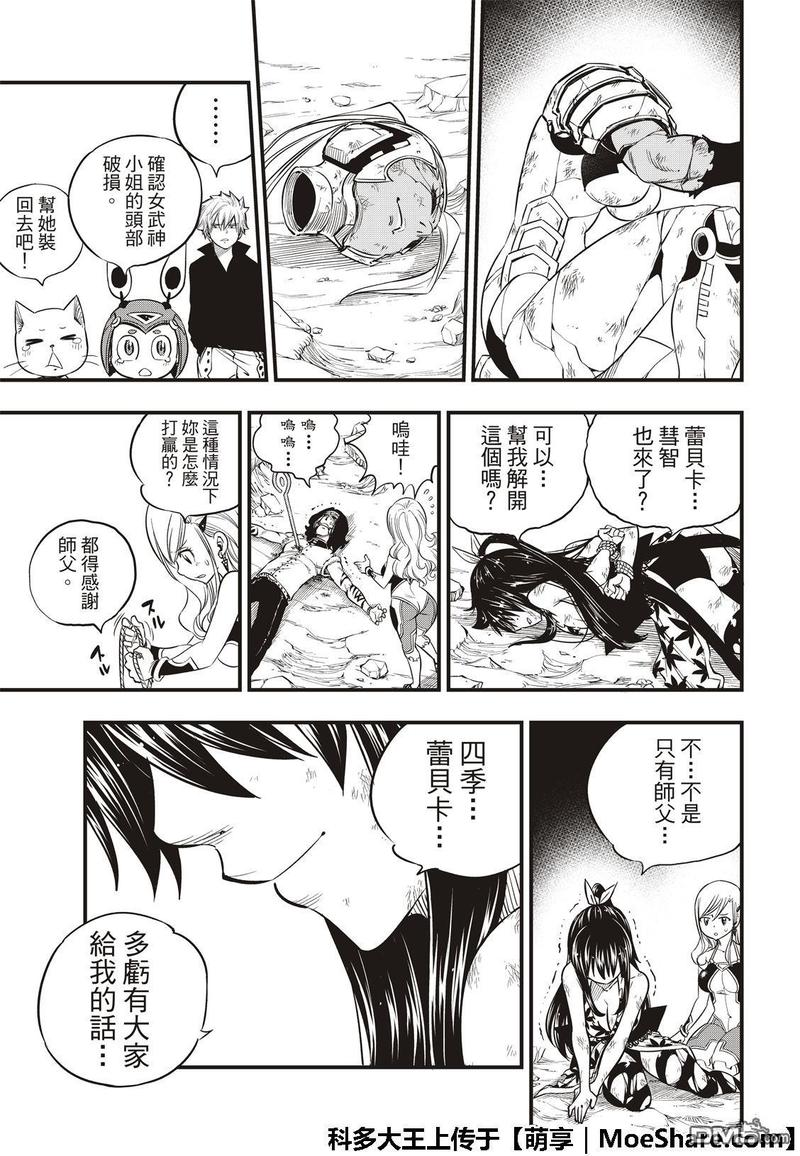 ……
確認女武神
小姐的頭部
破損。
幫她裝
回去吧！
蕾貝卡…
彗智
也來了？
可以…
幫我解開
這個嗎？
嗚哇！
嗚…
嗚嗚…
這種情況下
妳是怎麼
打贏的？
都得感謝
師父。
不…不是
只有師父…
四季…
蕾貝卡…
多虧有大家
給我的話…
科多大王上传于【萌享｜MoeShare.com】